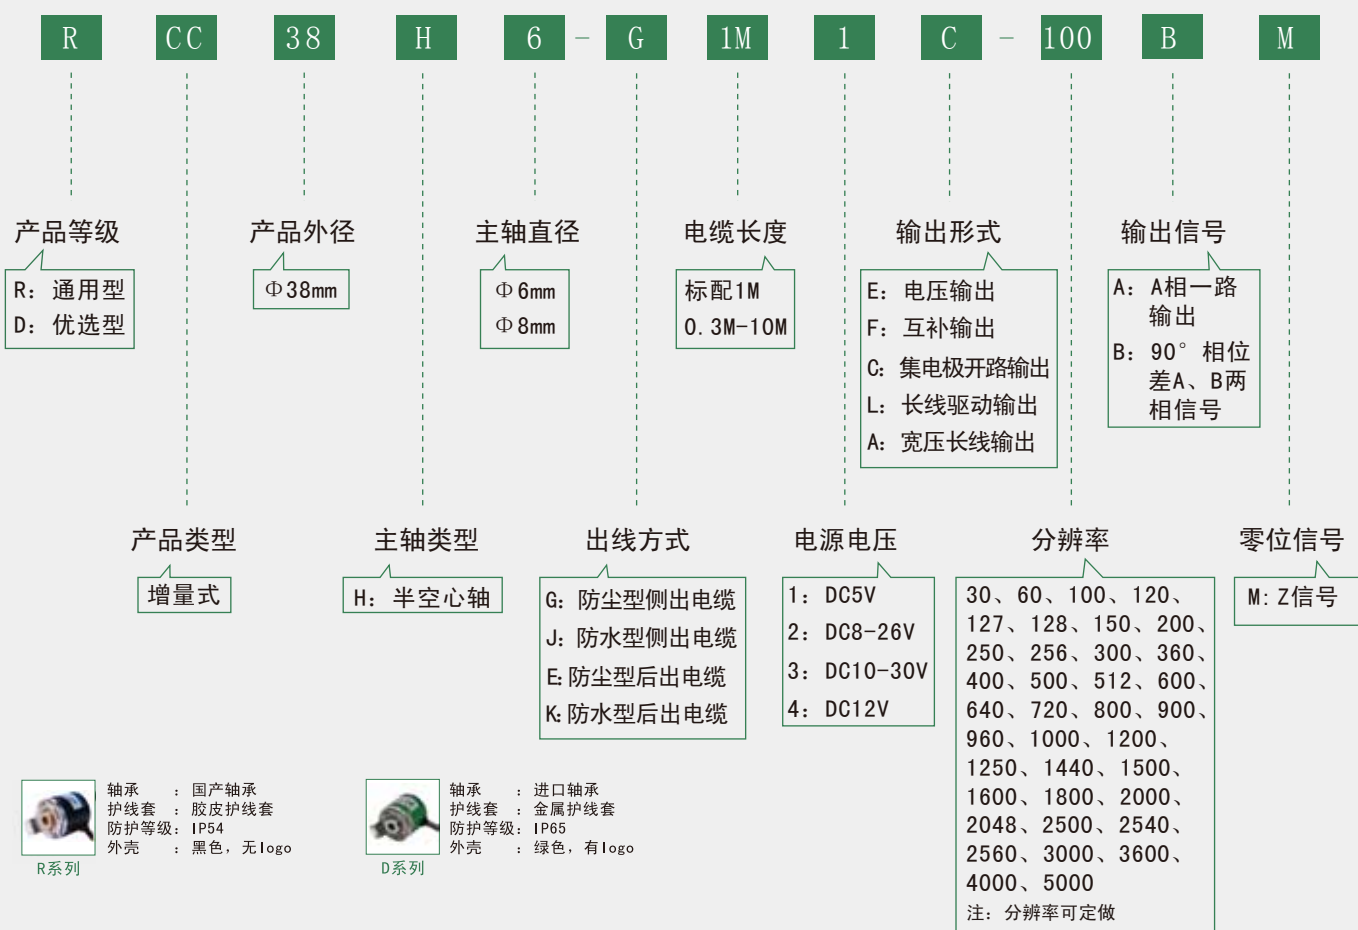 R CC 38 H 6 - G 1M 1 C - 100 B M
产品等级
R: 通用型
D: 优选型
产品外径
Φ38mm
主轴直径
Φ6mm
Φ8mm
电缆长度
标配1M
0.3M-10M
输出形式
E: 电压输出
F: 互补输出
C: 集电极开路输出
L: 长线驱动输出
A: 宽压长线输出
输出信号
A: A相一路
输出
B: 90°相位
差A、B两
相信号
产品类型
增量式
主轴类型
H: 半空心轴
出线方式
G: 防尘型侧出电缆
J: 防水型侧出电缆
E: 防尘型后出电缆
K: 防水型后出电缆
电源电压
1: DC5V
2: DC8-26V
3: DC10-30V
4: DC12V
分辨率
30、60、100、120、
127、128、150、200、
250、256、300、360、
400、500、512、600、
640、720、800、900、
960、1000、1200、
1250、1440、1500、
1600、1800、2000、
2048、2500、2540、
2560、3000、3600、
4000、5000
注: 分辨率可定做
零位信号
M: Z信号
轴承 : 国产轴承
护线套 : 胶皮护线套
防护等级: IP54
外壳 : 黑色, 无logo
R系列
轴承 : 进口轴承
护线套 : 金属护线套
防护等级: IP65
外壳 : 绿色, 有logo
D系列